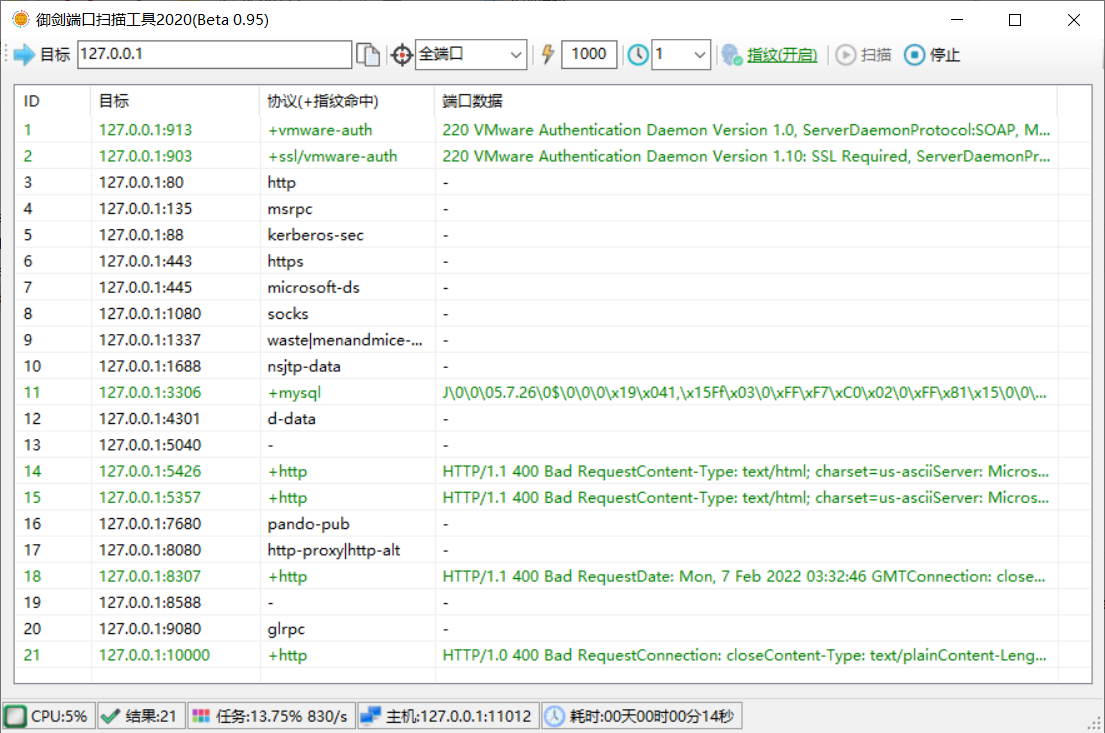 御剑端口扫描工具2020(Beta 0.95)
目标 127.0.0.1 全端口 1000 1 指纹(开启) 扫描 停止
ID 目标 协议(+指纹命中) 端口数据
1 127.0.0.1:913 +vmware-auth 220 VMware Authentication Daemon Version 1.0, ServerDaemonProtocol:SOAP, M...
2 127.0.0.1:903 +ssl/vmware-auth 220 VMware Authentication Daemon Version 1.10: SSL Required, ServerDaemonPr...
3 127.0.0.1:80 http -
4 127.0.0.1:135 msrpc -
5 127.0.0.1:88 kerberos-sec -
6 127.0.0.1:443 https -
7 127.0.0.1:445 microsoft-ds -
8 127.0.0.1:1080 socks -
9 127.0.0.1:1337 waste|menandmice-... -
10 127.0.0.1:1688 nsjtp-data -
11 127.0.0.1:3306 +mysql J\0\0\05.7.26\0$\0\0\0\x19\x041,\x15Ff\x03\0\xFF\xF7\xC0\x02\0\xFF\x81\x15\0\0\...
12 127.0.0.1:4301 d-data -
13 127.0.0.1:5040 - -
14 127.0.0.1:5426 +http HTTP/1.1 400 Bad RequestContent-Type: text/html; charset=us-asciiServer: Micros...
15 127.0.0.1:5357 +http HTTP/1.1 400 Bad RequestContent-Type: text/html; charset=us-asciiServer: Micros...
16 127.0.0.1:7680 pando-pub -
17 127.0.0.1:8080 http-proxy|http-alt -
18 127.0.0.1:8307 +http HTTP/1.1 400 Bad RequestDate: Mon, 7 Feb 2022 03:32:46 GMTConnection: close...
19 127.0.0.1:8588 - -
20 127.0.0.1:9080 glrpc -
21 127.0.0.1:10000 +http HTTP/1.0 400 Bad RequestConnection: closeContent-Type: text/plainContent-Leng...
CPU:5% 结果:21 任务:13.75% 830/s 主机:127.0.0.1:11012 耗时:00天00时00分14秒